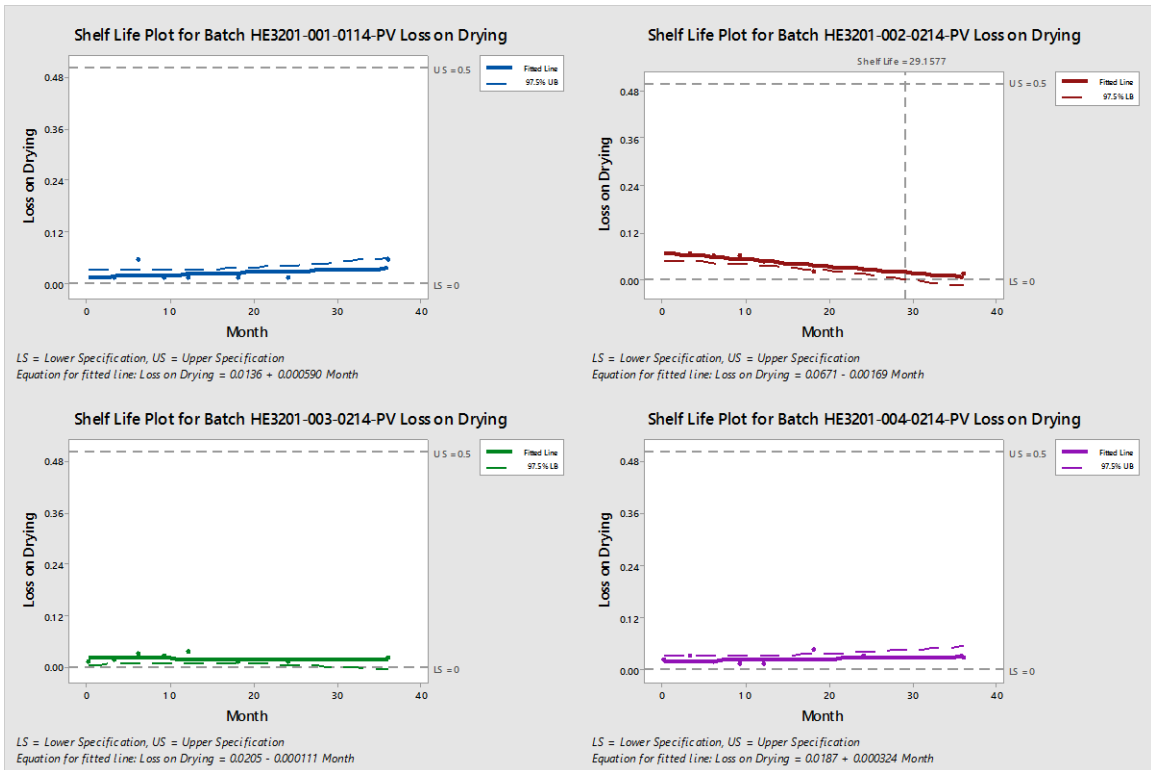 Shelf Life Plot for Batch HE3201-001-0114-PV Loss on Drying
US = 0.5
Fitted Line
97.5% UB
0.48
0.36
0.24
0.12
0.00
Loss on Drying
LS = 0
0 10 20 30 40
Month
LS = Lower Specification, US = Upper Specification
Equation for fitted line: Loss on Drying = 0.0136 + 0.000590 Month
Shelf Life Plot for Batch HE3201-002-0214-PV Loss on Drying
Shelf Life = 29.1577
US = 0.5
Fitted Line
97.5% LB
0.48
0.36
0.24
0.12
0.00
Loss on Drying
LS = 0
0 10 20 30 40
Month
LS = Lower Specification, US = Upper Specification
Equation for fitted line: Loss on Drying = 0.0671 - 0.00169 Month
Shelf Life Plot for Batch HE3201-003-0214-PV Loss on Drying
US = 0.5
Fitted Line
97.5% LB
0.48
0.36
0.24
0.12
0.00
Loss on Drying
LS = 0
0 10 20 30 40
Month
LS = Lower Specification, US = Upper Specification
Equation for fitted line: Loss on Drying = 0.0205 - 0.000111 Month
Shelf Life Plot for Batch HE3201-004-0214-PV Loss on Drying
US = 0.5
Fitted Line
97.5% UB
0.48
0.36
0.24
0.12
0.00
Loss on Drying
LS = 0
0 10 20 30 40
Month
LS = Lower Specification, US = Upper Specification
Equation for fitted line: Loss on Drying = 0.0187 + 0.000324 Month